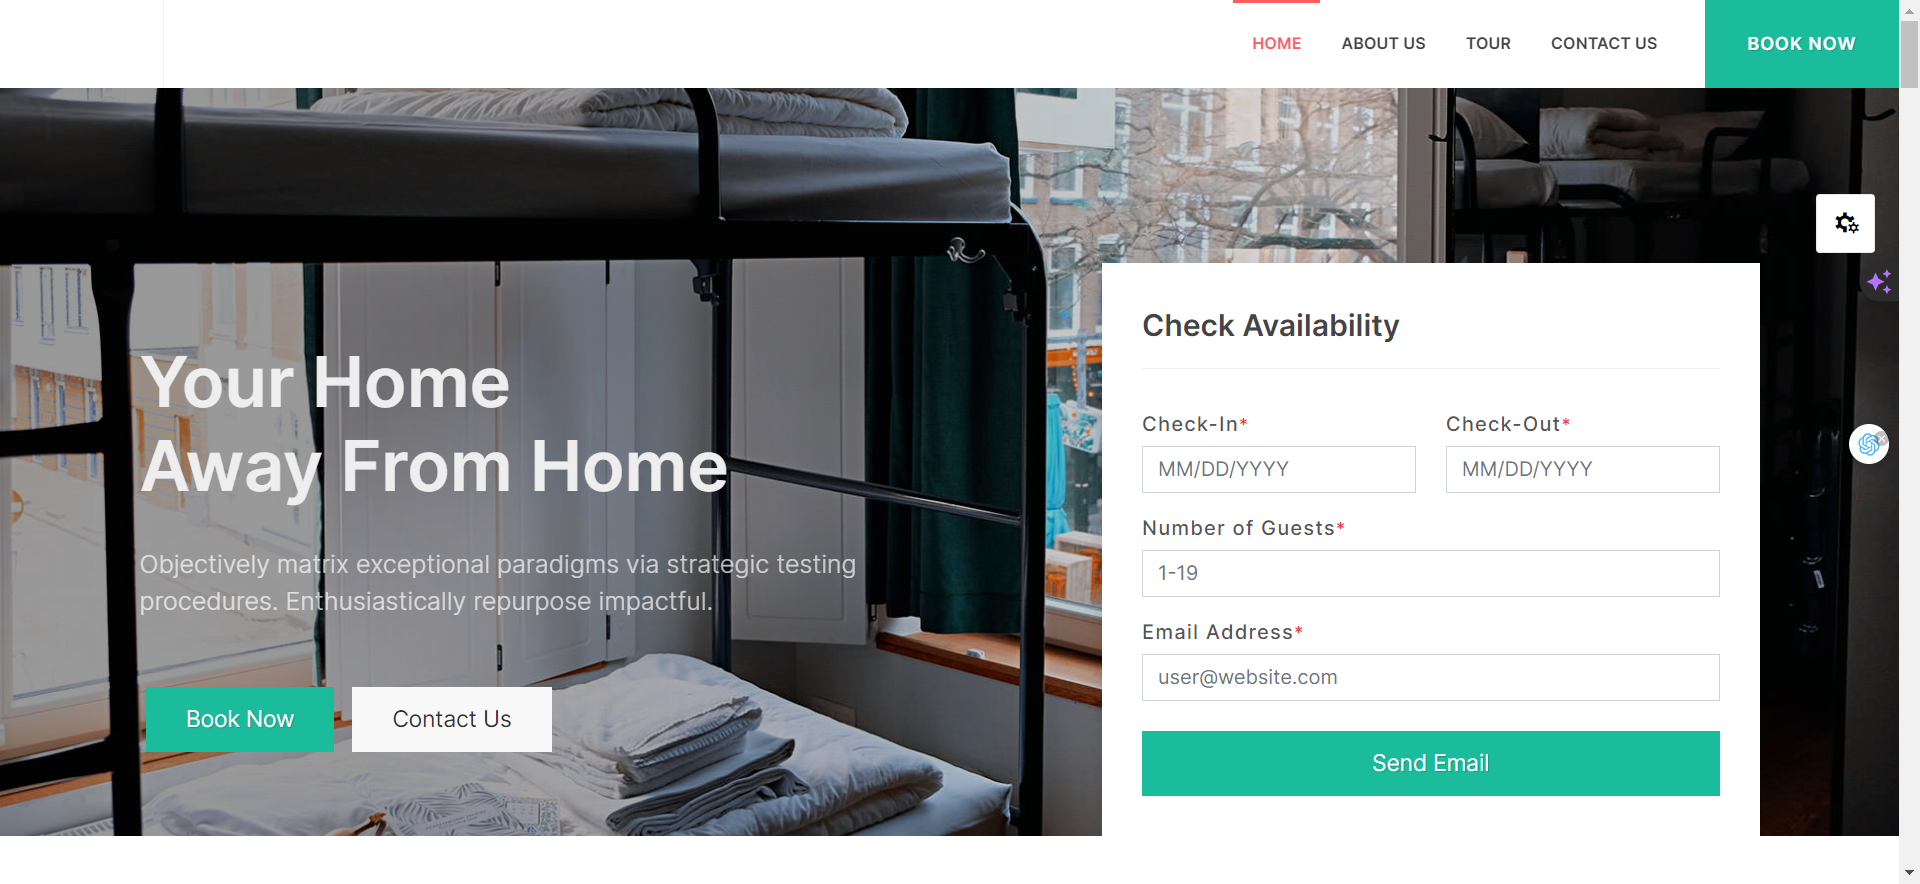 HOME ABOUT US TOUR CONTACT US BOOK NOW
Your Home
Away From Home
Objectively matrix exceptional paradigms via strategic testing
procedures. Enthusiastically repurpose impactful.
Book Now Contact Us
Check Availability
Check-In* Check-Out*
MM/DD/YYYY MM/DD/YYYY
Number of Guests*
1-19
Email Address*
user@website.com
Send Email